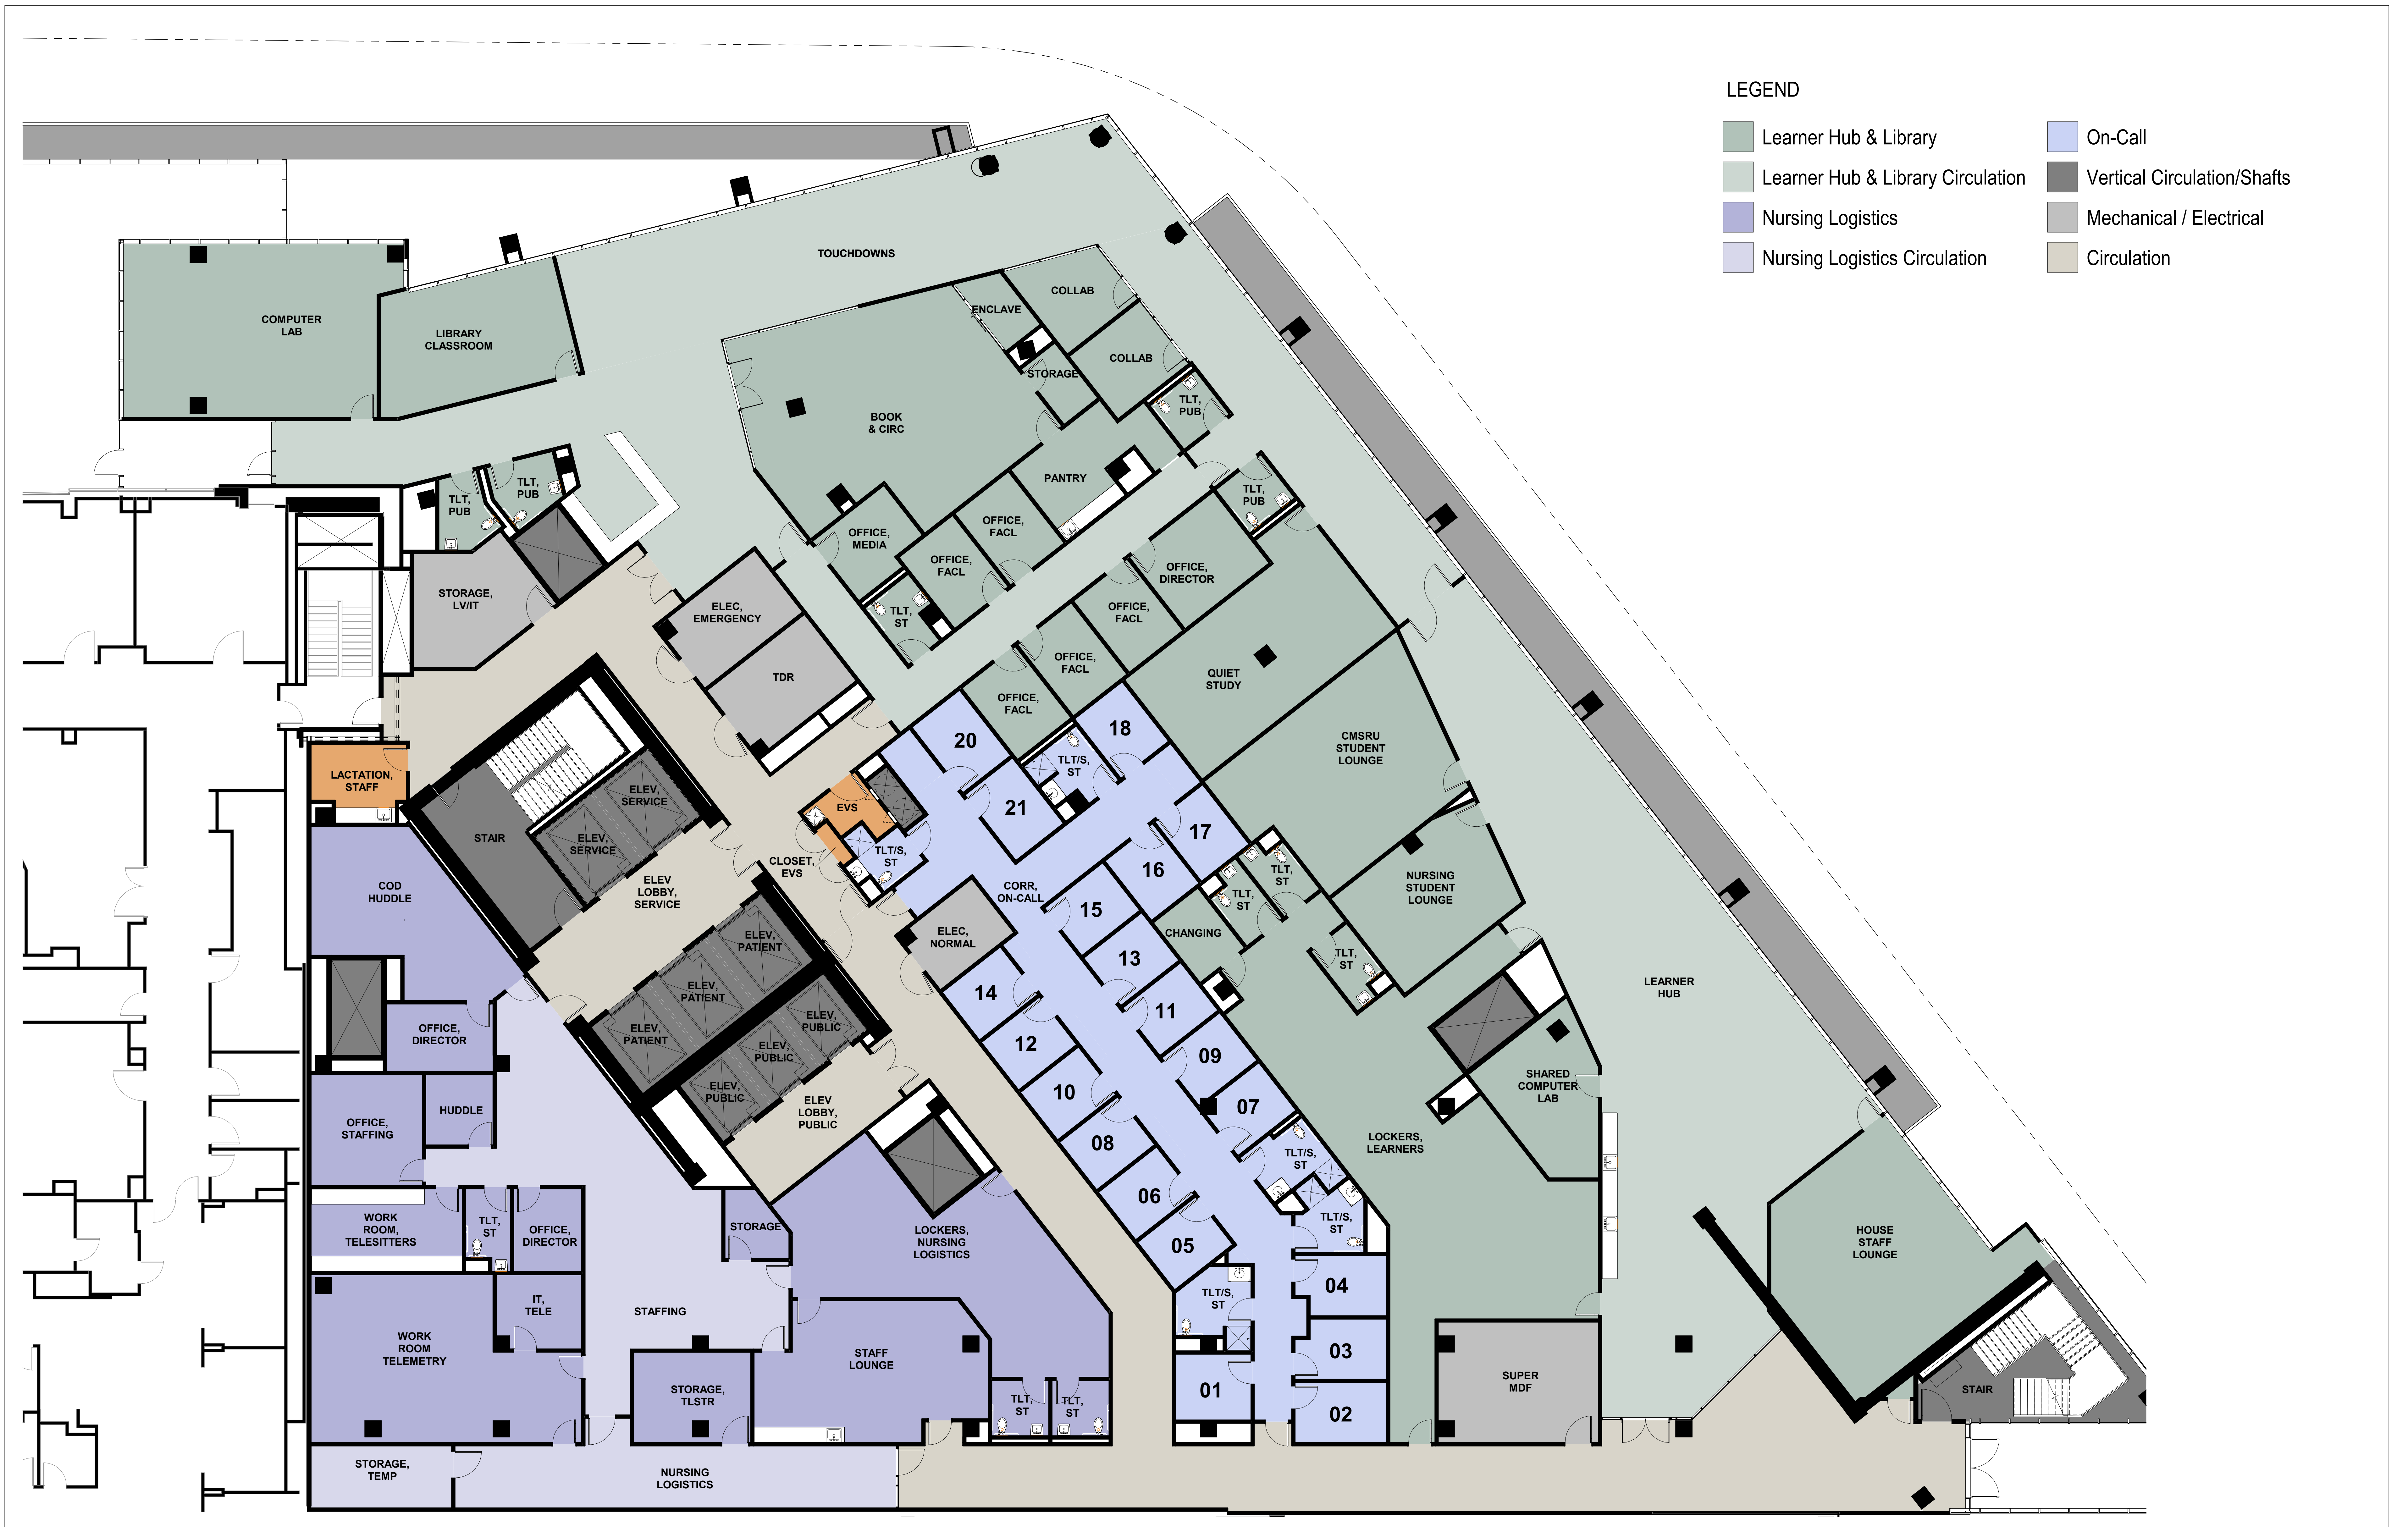 LEGEND
Learner Hub & Library
Learner Hub & Library Circulation
Nursing Logistics
Nursing Logistics Circulation
On-Call
Vertical Circulation/Shafts
Mechanical / Electrical
Circulation
TOUCHDOWNS
COMPUTER
LAB
LIBRARY
CLASSROOM
ENCLAVE
COLLAB
COLLAB
STORAGE
TLT,
PUB
BOOK
& CIRC
PANTRY
TLT,
PUB
TLT,
PUB
TLT,
PUB
OFFICE,
MEDIA
OFFICE,
FACL
OFFICE,
FACL
OFFICE,
DIRECTOR
STORAGE,
LV/IT
ELEC,
EMERGENCY
TLT,
ST
OFFICE,
FACL
OFFICE,
FACL
OFFICE,
FACL
TDR
QUIET
STUDY
20
18
CMSRU
STUDENT
LOUNGE
LACTATION,
STAFF
TLT/S,
ST
EVS
21
17
ELEV,
SERVICE
ELEV,
SERVICE
STAIR
TLT/S,
ST
CLOSET,
EVS
16
TLT,
ST
TLT,
ST
NURSING
STUDENT
LOUNGE
COD
HUDDLE
ELEV
LOBBY,
SERVICE
CORR,
ON-CALL
15
CHANGING
ELEC,
NORMAL
ELEV,
PATIENT
ELEV,
PATIENT
ELEV,
PATIENT
13
TLT,
ST
LEARNER
HUB
14
11
ELEV,
PUBLIC
ELEV,
PUBLIC
ELEV,
PUBLIC
OFFICE,
DIRECTOR
12
09
SHARED
COMPUTER
LAB
10
07
ELEV
LOBBY,
PUBLIC
HUDDLE
OFFICE,
STAFFING
08
LOCKERS,
LEARNERS
TLT/S,
ST
06
TLT/S,
ST
WORK
ROOM,
TELESITTERS
TLT,
ST
OFFICE,
DIRECTOR
STORAGE
LOCKERS,
NURSING
LOGISTICS
05
HOUSE
STAFF
LOUNGE
04
TLT/S,
ST
IT,
TELE
STAFFING
WORK
ROOM
TELEMETRY
STAFF
LOUNGE
03
STORAGE,
TLSTR
01
SUPER
MDF
STAIR
TLT,
ST
TLT,
ST
02
STORAGE,
TEMP
NURSING
LOGISTICS